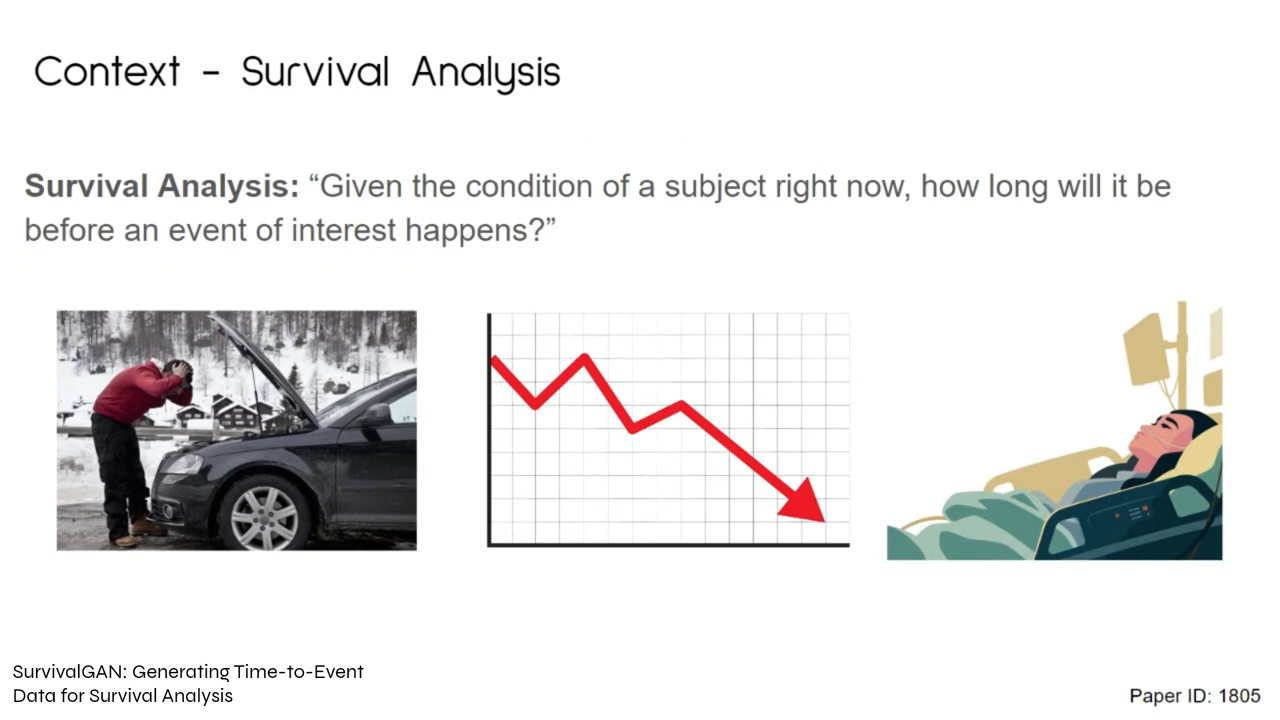 Context - Survival Analysis
Survival Analysis: “Given the condition of a subject right now, how long will it be
before an event of interest happens?”
SurvivalGAN: Generating Time-to-Event
Data for Survival Analysis
Paper ID: 1805